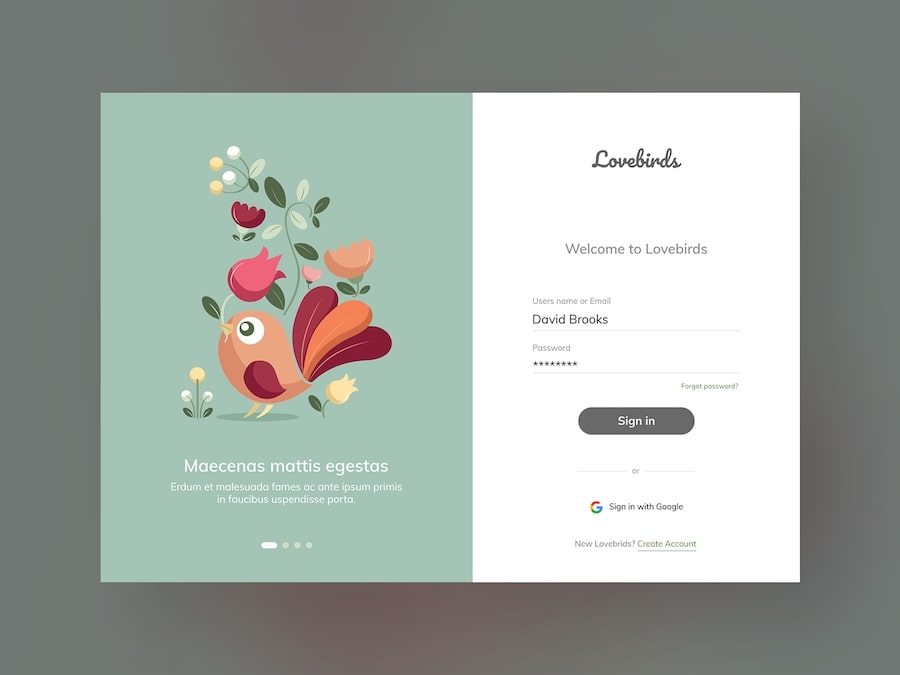 Maecenas mattis egestas
Erdum et malesuada fames ac ante ipsum primis
in faucibus uspendisse porta.
Lovebirds
Welcome to Lovebirds
Users name or Email
David Brooks
Password
********
Forgot password?
Sign in
or
Sign in with Google
New Lovebrids? Create Account